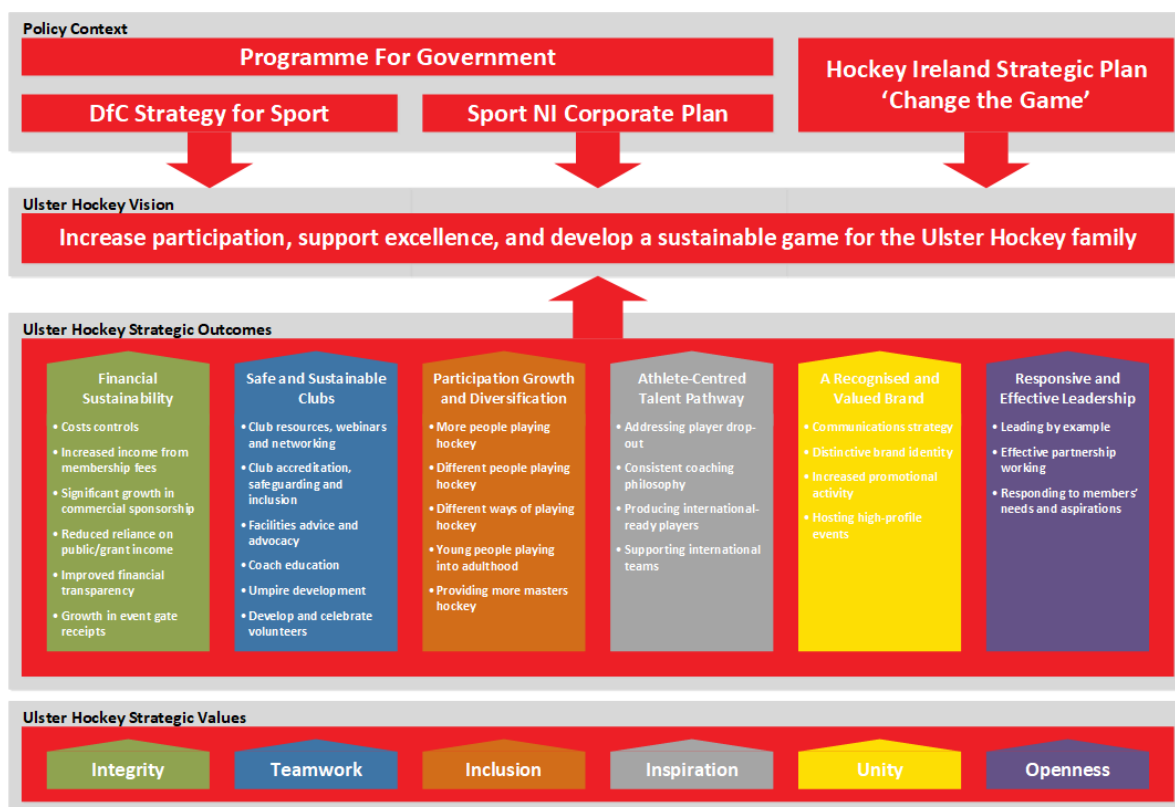 Policy Context
Programme For Government
Hockey Ireland Strategic Plan
‘Change the Game’
DfC Strategy for Sport
Sport NI Corporate Plan
Ulster Hockey Vision
Increase participation, support excellence, and develop a sustainable game for the Ulster Hockey family
Ulster Hockey Strategic Outcomes
Financial
Sustainability
• Costs controls
• Increased income from
membership fees
• Significant growth in
commercial sponsorship
• Reduced reliance on
public/grant income
• Improved financial
transparency
• Growth in event gate
receipts
Safe and Sustainable
Clubs
• Club resources, webinars
and networking
• Club accreditation,
safeguarding and
inclusion
• Facilities advice and
advocacy
• Coach education
• Umpire development
• Develop and celebrate
volunteers
Participation Growth
and Diversification
• More people playing
hockey
• Different people playing
hockey
• Different ways of playing
hockey
• Young people playing
into adulthood
• Providing more masters
hockey
Athlete-Centred
Talent Pathway
• Addressing player drop-
out
• Consistent coaching
philosophy
• Producing international-
ready players
• Supporting international
teams
A Recognised and
Valued Brand
• Communications strategy
• Distinctive brand identity
• Increased promotional
activity
• Hosting high-profile
events
Responsive and
Effective Leadership
• Leading by example
• Effective partnership
working
• Responding to members’
needs and aspirations
Ulster Hockey Strategic Values
Integrity
Teamwork
Inclusion
Inspiration
Unity
Openness